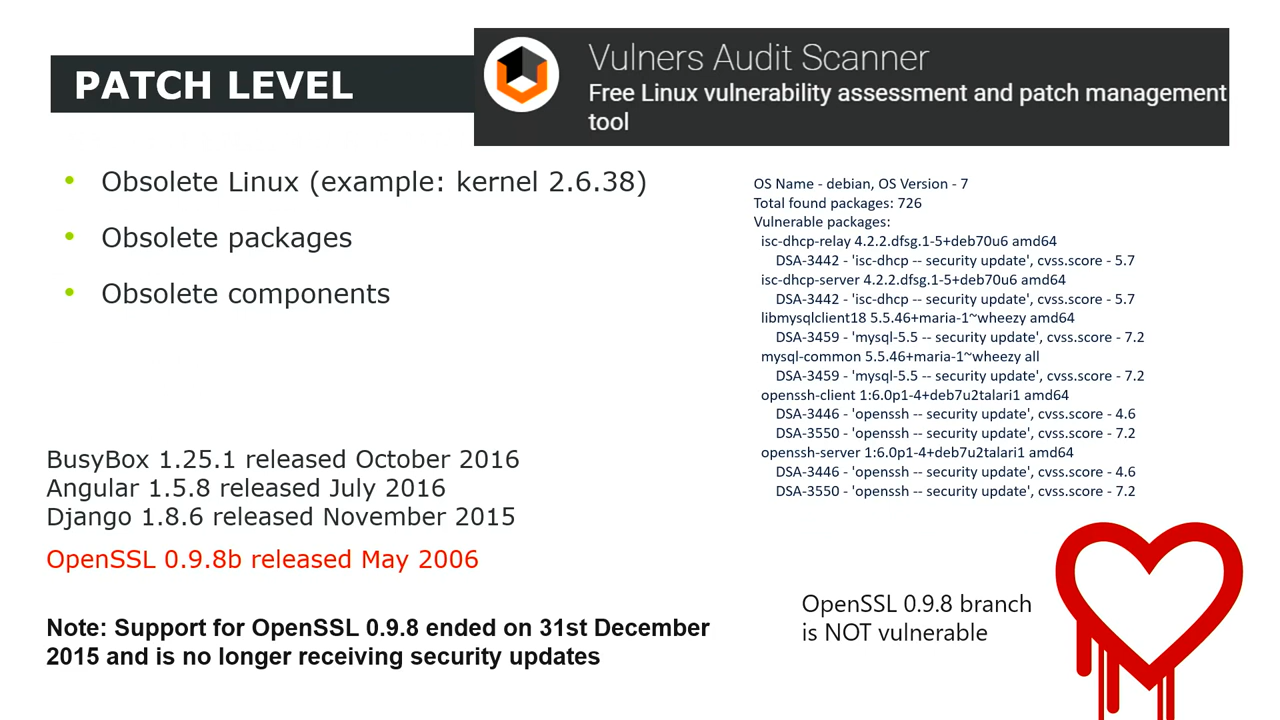 PATCH LEVEL
Vulners Audit Scanner
Free Linux vulnerability assessment and patch management
tool
• Obsolete Linux (example: kernel 2.6.38)
• Obsolete packages
• Obsolete components
OS Name - debian, OS Version - 7
Total found packages: 726
Vulnerable packages:
isc-dhcp-relay 4.2.2.dfsg.1-5+deb70u6 amd64
DSA-3442 - 'isc-dhcp -- security update', cvss.score - 5.7
isc-dhcp-server 4.2.2.dfsg.1-5+deb70u6 amd64
DSA-3442 - 'isc-dhcp -- security update', cvss.score - 5.7
libmysqlclient18 5.5.46+maria-1~wheezy amd64
DSA-3459 - 'mysql-5.5 -- security update', cvss.score - 7.2
mysql-common 5.5.46+maria-1~wheezy all
DSA-3459 - 'mysql-5.5 -- security update', cvss.score - 7.2
openssh-client 1:6.0p1-4+deb7u2talari1 amd64
DSA-3446 - 'openssh -- security update', cvss.score - 4.6
DSA-3550 - 'openssh -- security update', cvss.score - 7.2
openssh-server 1:6.0p1-4+deb7u2talari1 amd64
DSA-3446 - 'openssh -- security update', cvss.score - 4.6
DSA-3550 - 'openssh -- security update', cvss.score - 7.2
BusyBox 1.25.1 released October 2016
Angular 1.5.8 released July 2016
Django 1.8.6 released November 2015
OpenSSL 0.9.8b released May 2006
Note: Support for OpenSSL 0.9.8 ended on 31st December
2015 and is no longer receiving security updates
OpenSSL 0.9.8 branch
is NOT vulnerable